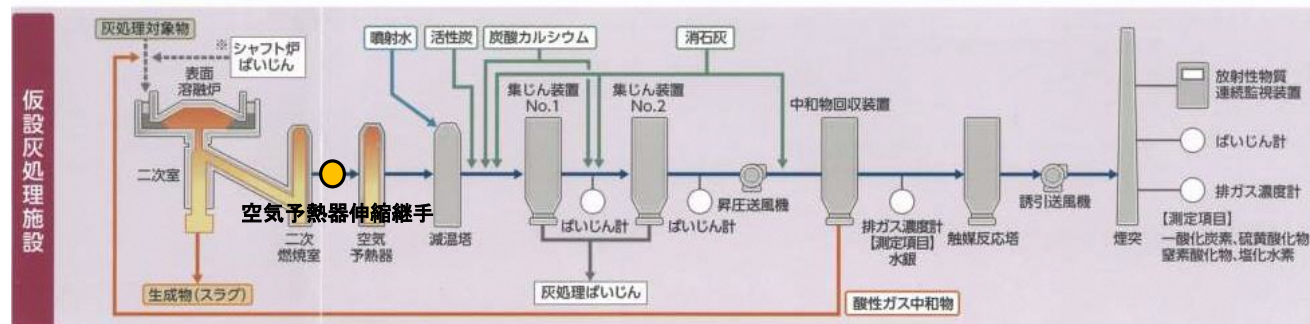 仮設灰処理施設
灰処理対象物
※
シャフト炉
ばいじん
表面
溶融炉
二次室
二次
燃焼室
空気予熱器伸縮継手
空気
予熱器
生成物(スラグ)
噴射水
活性炭
炭酸カルシウム
消石灰
減温塔
集じん装置
No.1
ばいじん計
集じん装置
No.2
ばいじん計
灰処理ばいじん
昇圧送風機
中和物回収装置
酸性ガス中和物
排ガス濃度計
【測定項目】
水銀
触媒反応塔
誘引送風機
煙突
放射性物質
連続監視装置
ばいじん計
排ガス濃度計
【測定項目】
一酸化炭素、硫黄酸化物
窒素酸化物、塩化水素